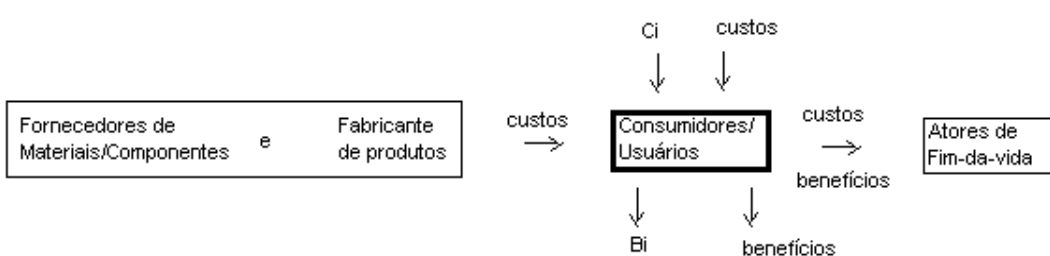 Ci custos
Fornecedores de
Materiais/Componentes
e
Fabricante
de produtos
custos
Consumidores/
Usuários
custos
benefícios
Atores de
Fim-da-vida
Bi benefícios